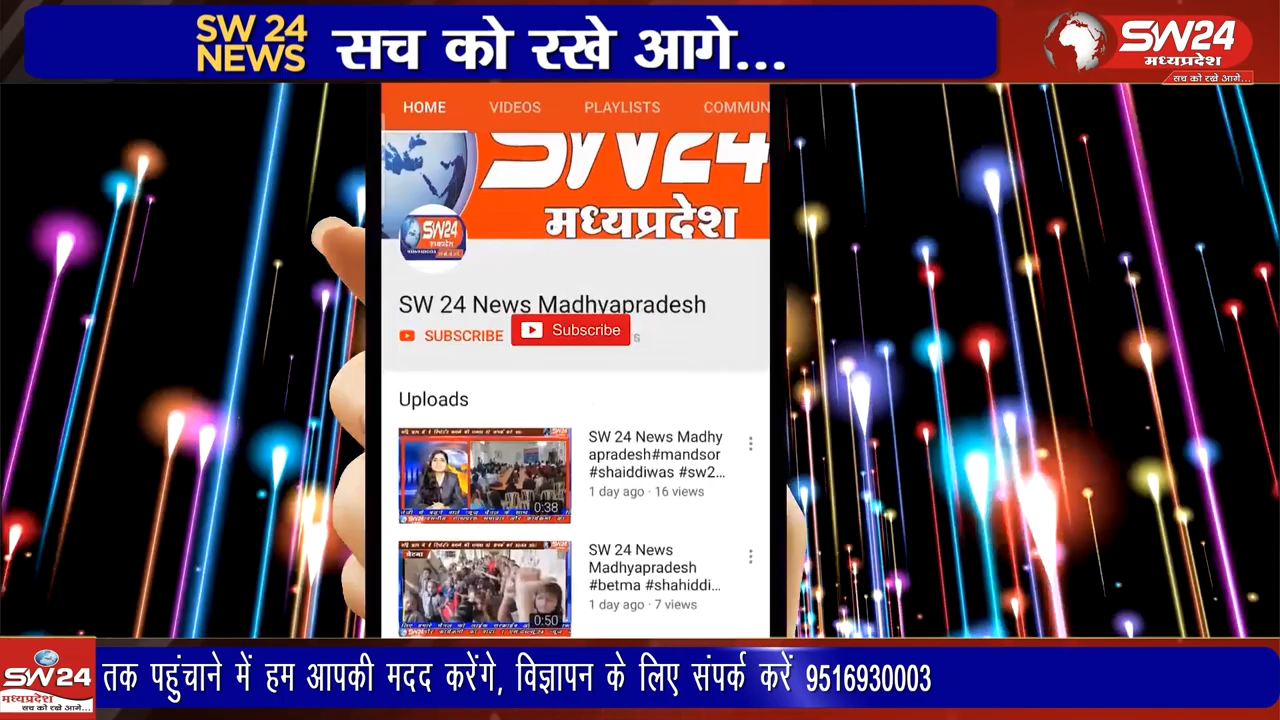 SW 24
NEWS
सच को रखे आगे...
SW24
मध्यप्रदेश
सच को रखे आगे...
HOME VIDEOS PLAYLISTS COMMUN
SW24
मध्यप्रदेश
SW24
SW 24 News Madhyapradesh
SUBSCRIBE
Subscribe
Uploads
SW 24 News Madhy
apradesh#mandsor
#shaiddiwas #sw2...
1 day ago · 16 views
0:38
SW 24 News
Madhyapradesh
#betma #shahiddi...
1 day ago · 7 views
बेटमा
0:50
SW24
मध्यप्रदेश
सच को रखे आगे...
तक पहुंचाने में हम आपकी मदद करेंगे, विज्ञापन के लिए संपर्क करें 9516930003